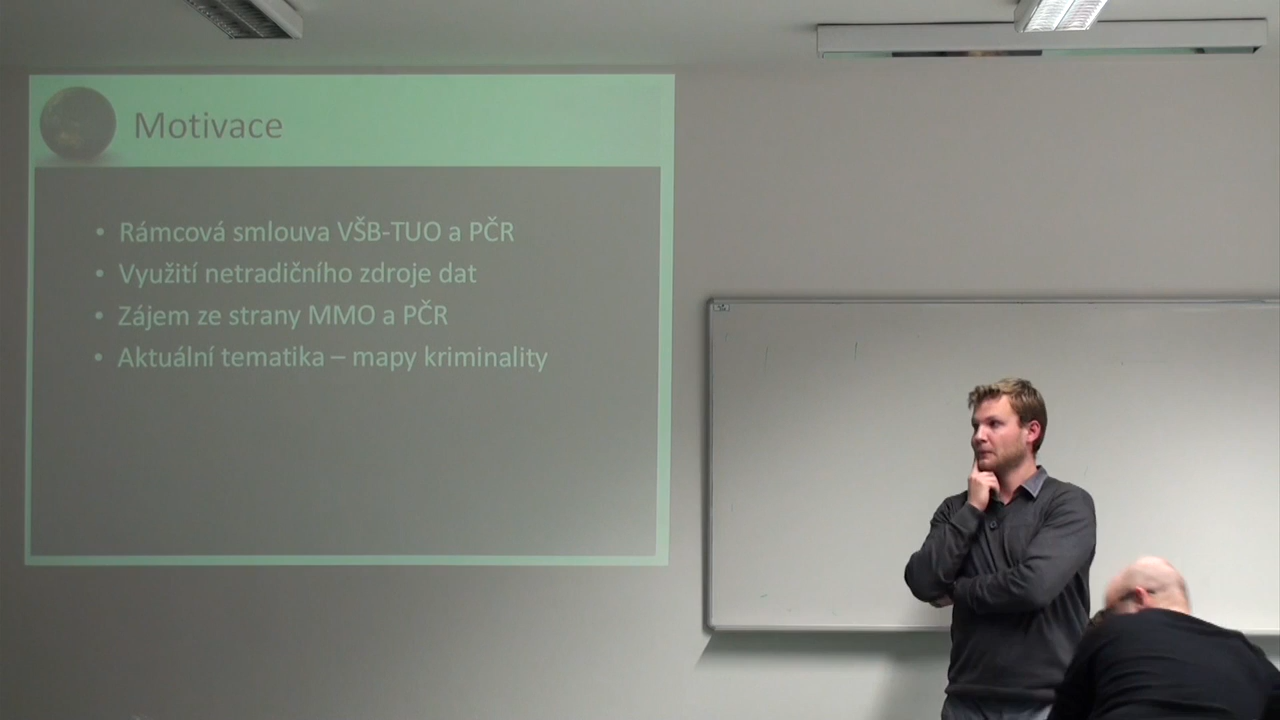 Motivace
• Rámcová smlouva VŠB-TUO a PČR
• Využití netradičního zdroje dat
• Zájem ze strany MMO a PČR
• Aktuální tematika – mapy kriminality